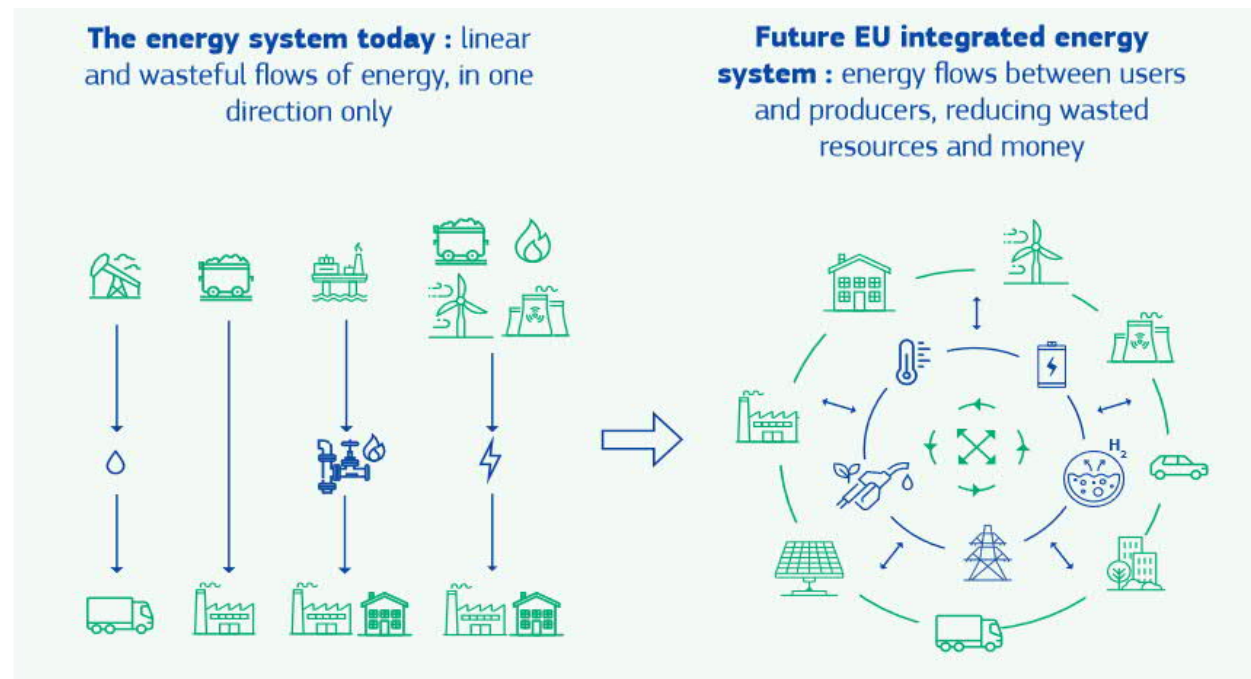 The energy system today : linear
and wasteful flows of energy, in one
direction only
Future EU integrated energy
system : energy flows between users
and producers, reducing wasted
resources and money
H2